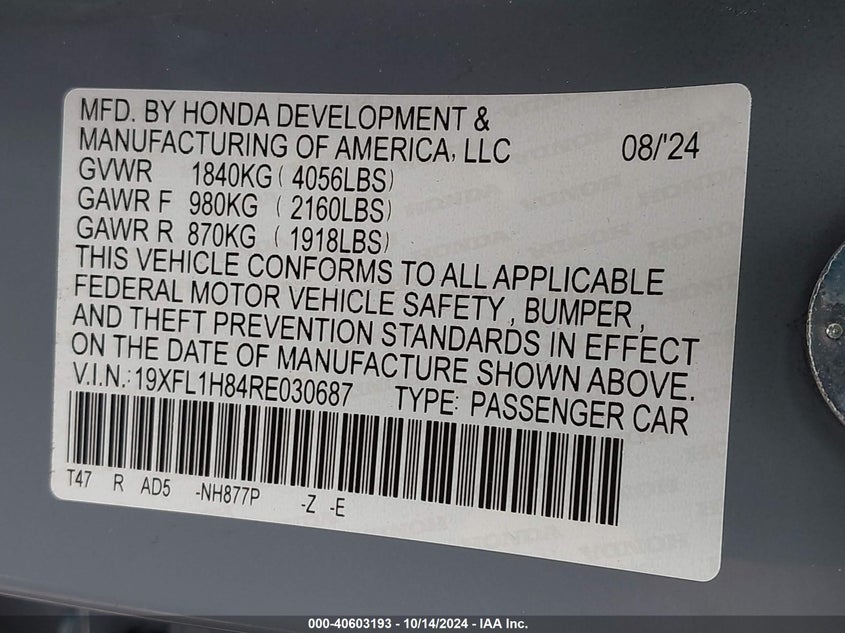 MFD. BY HONDA DEVELOPMENT &
MANUFACTURING OF AMERICA, LLC 08/'24
GVWR 1840KG ( 4056LBS)
GAWR F 980KG ( 2160LBS)
GAWR R 870KG ( 1918LBS)
THIS VEHICLE CONFORMS TO ALL APPLICABLE
FEDERAL MOTOR VEHICLE SAFETY, BUMPER,
AND THEFT PREVENTION STANDARDS IN EFFECT
ON THE DATE OF MANUFACTURE SHOWN ABOVE.
V.I.N.:19XFL1H84RE030687 TYPE: PASSENGER CAR
T47 R AD5 -NH877P -Z -E
000-40603193 - 10/14/2024 - IAA Inc.